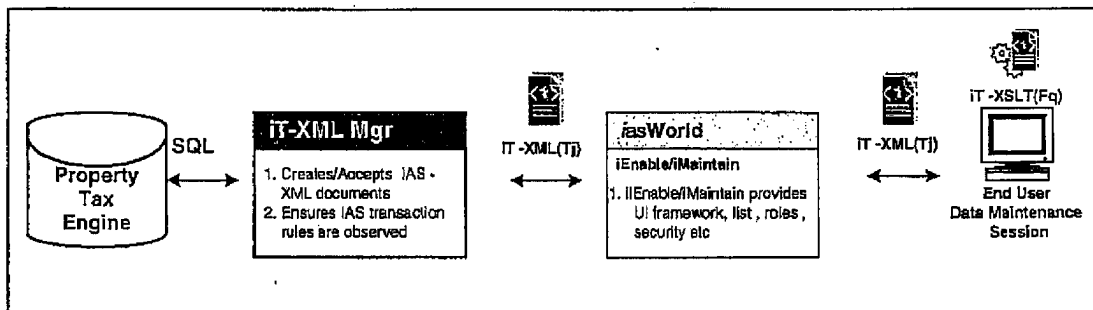 Property
Tax
Engine
SQL
iT-XML Mgr
1. Creates/Accepts IAS -
XML documents
2. Ensures IAS transaction
rules are observed
iT -XML(Tj)
iasWorld
iEnable/iMaintain
1. iIEnable/iMaintain provides
UI framework, list , roles ,
security etc
iT -XML(Tj)
iT -XSLT(Fq)
End User
Data Maintenance
Session